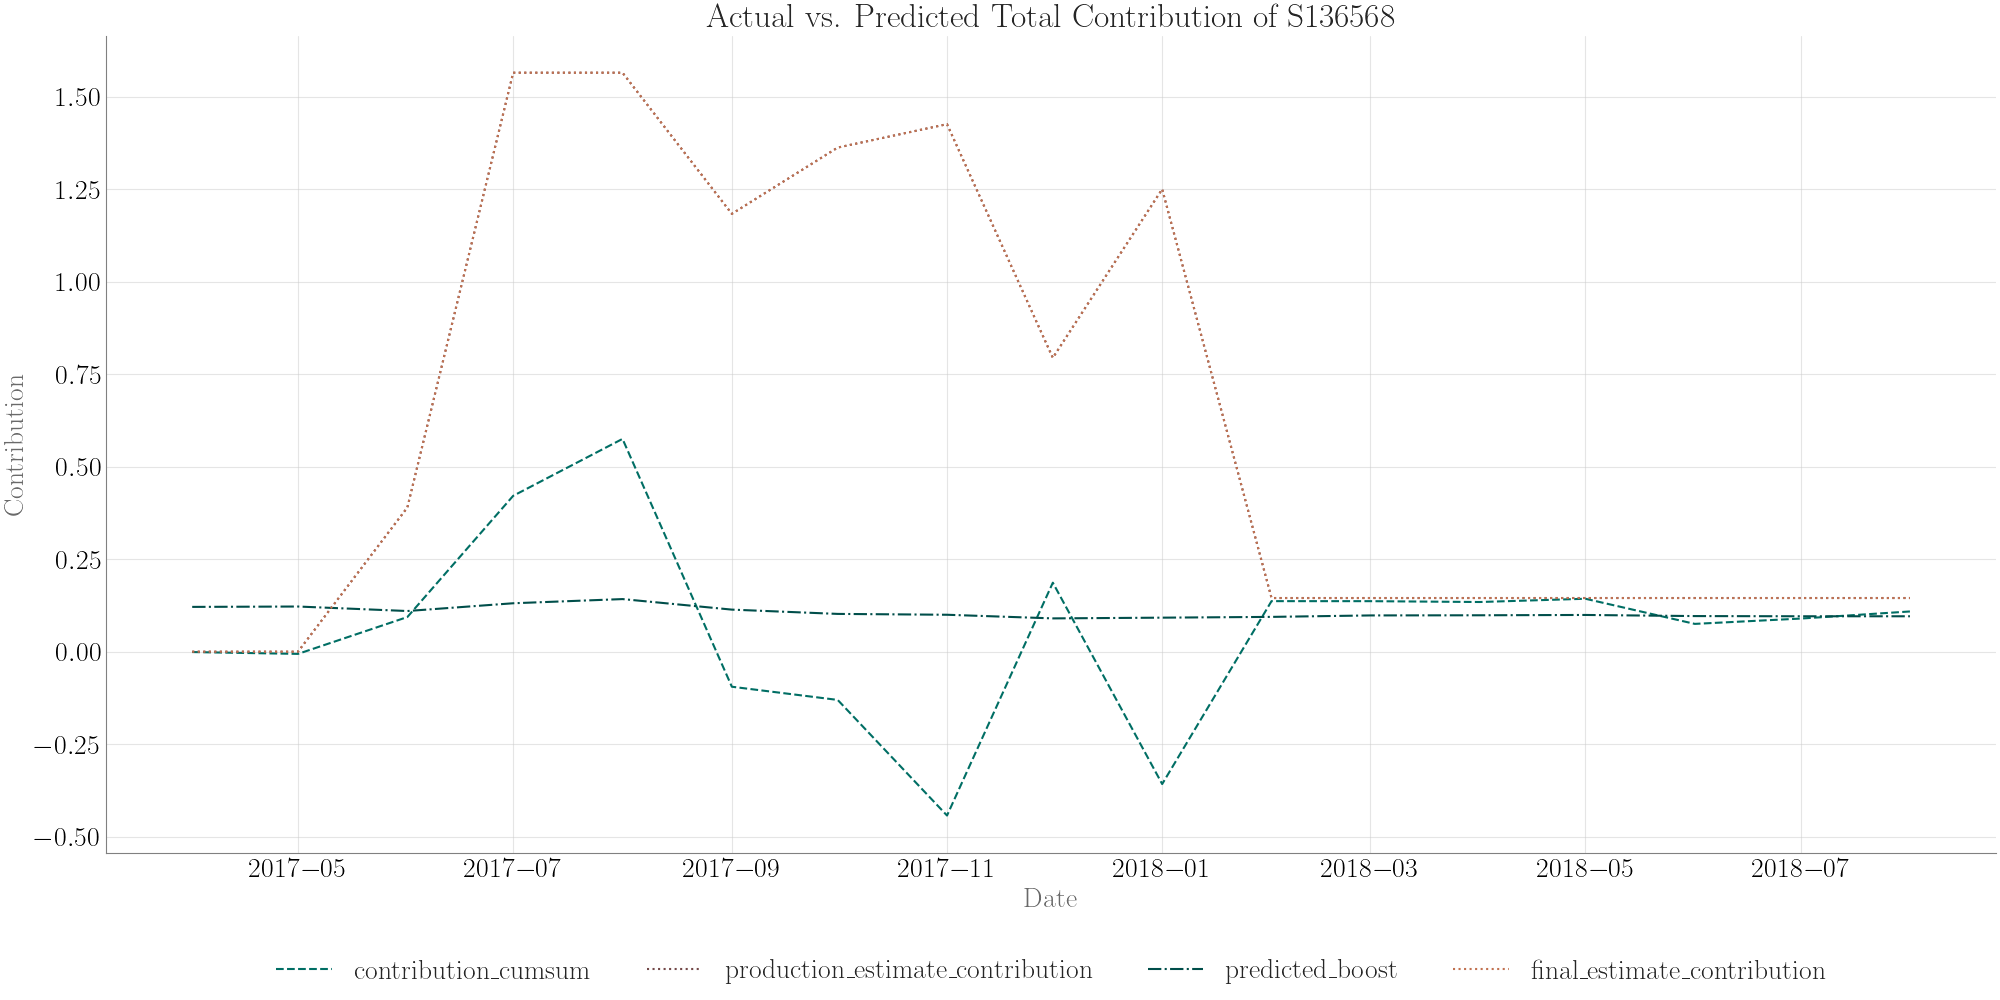 Actual vs. Predicted Total Contribution of S136568
1.50
1.25
1.00
0.75
0.50
0.25
0.00
−0.25
−0.50
Contribution
2017−05 2017−07 2017−09 2017−11 2018−01 2018−03 2018−05 2018−07
Date
contribution_cumsum production_estimate_contribution predicted_boost final_estimate_contribution